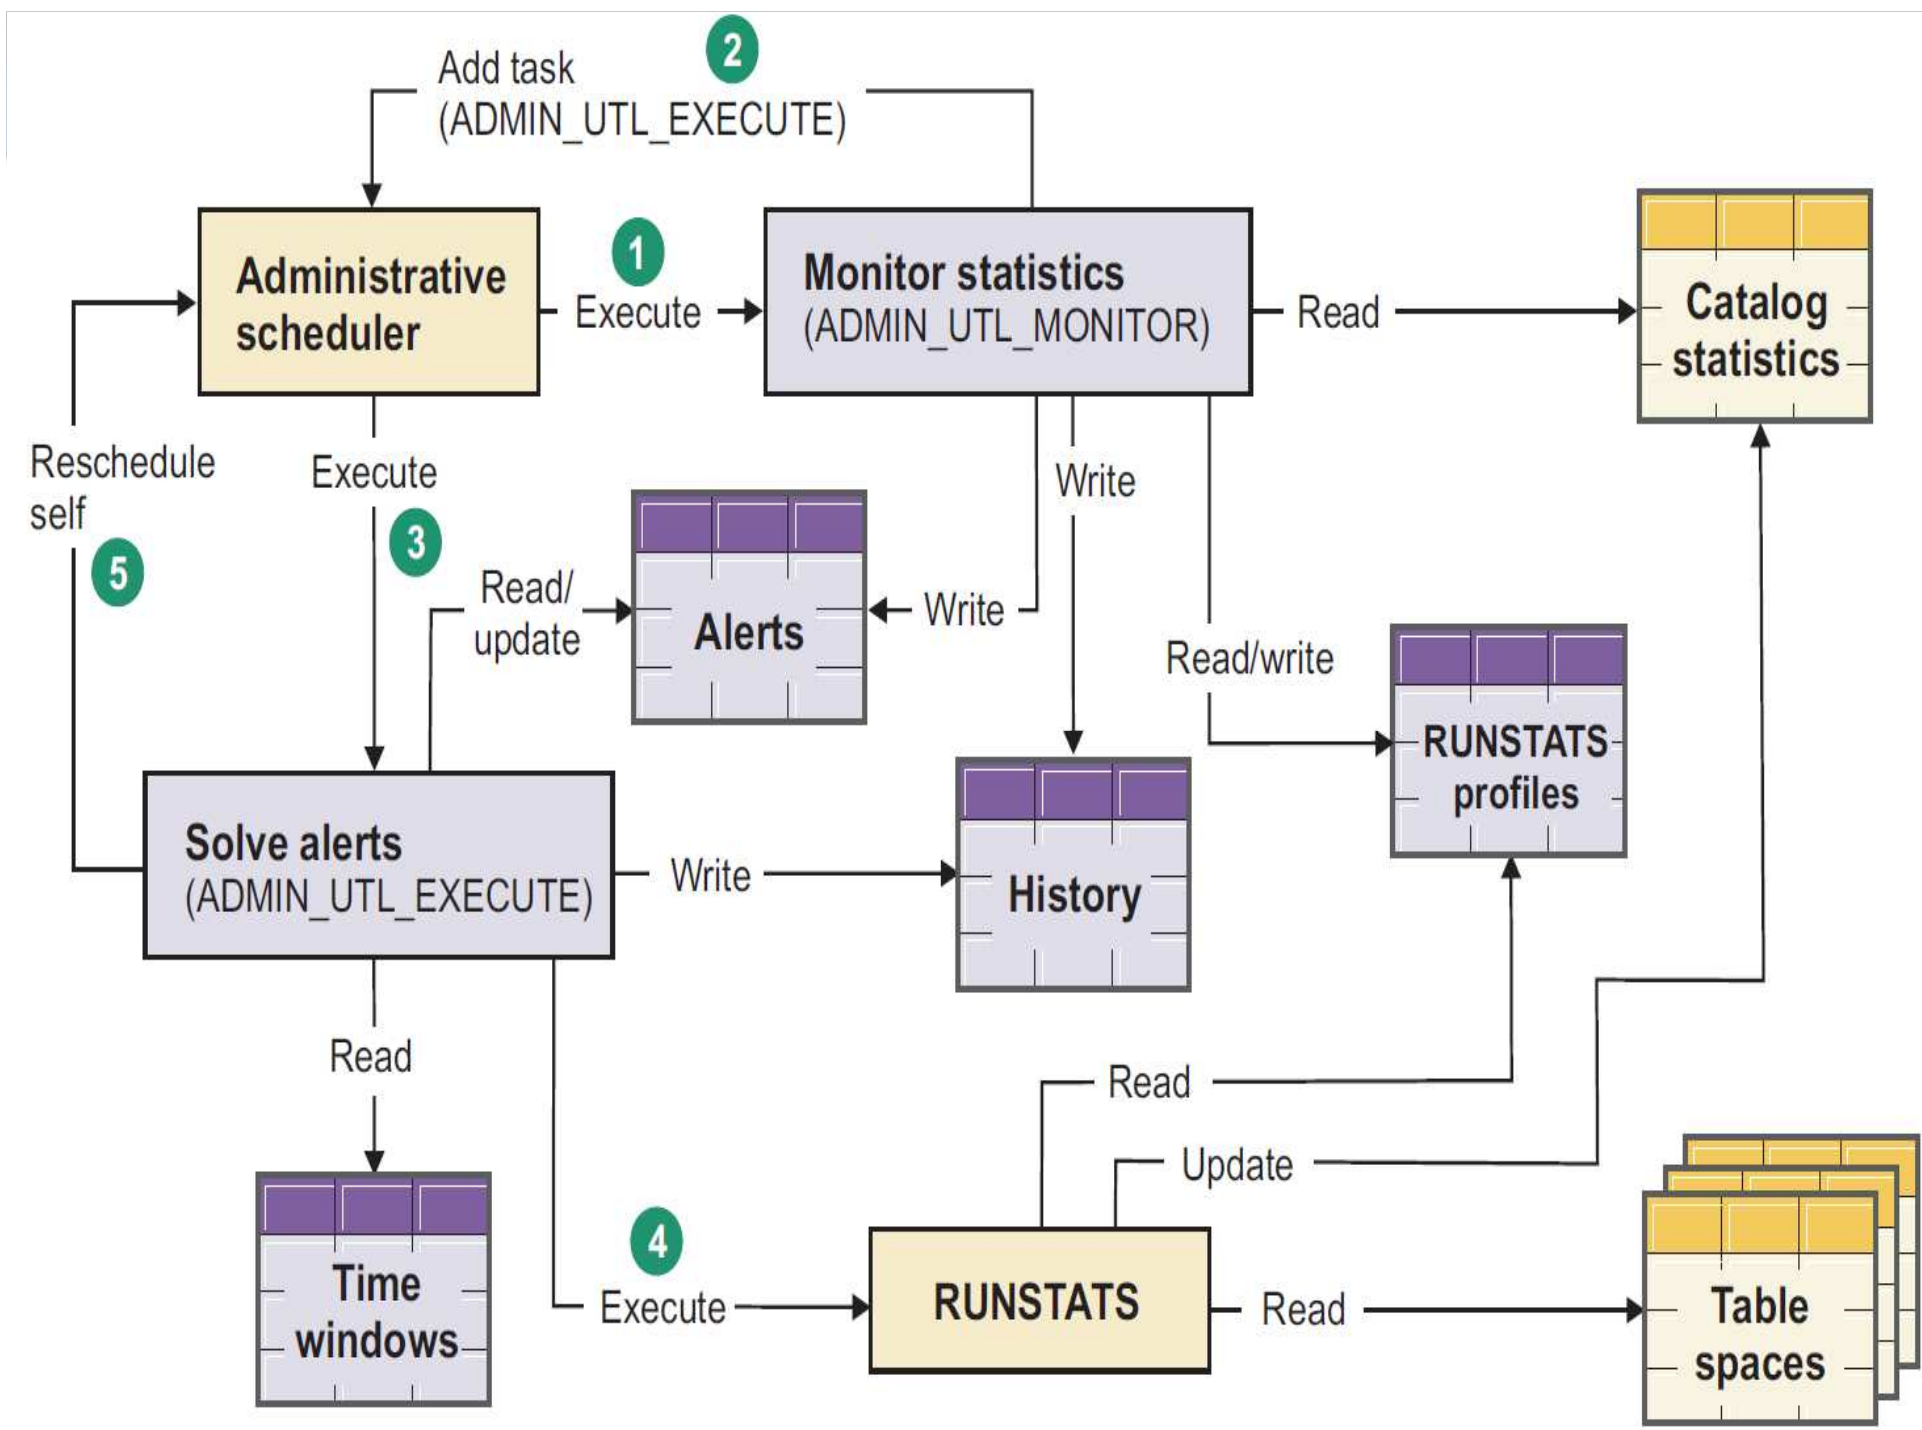 Add task
(ADMIN_UTL_EXECUTE)
2
Administrative
scheduler
1
Execute
Monitor statistics
(ADMIN_UTL_MONITOR)
Read
Catalog
statistics
Reschedule
self
5
Execute
3
Read/
update
Alerts
Write
Write
Read/write
RUNSTATS
profiles
Solve alerts
(ADMIN_UTL_EXECUTE)
Write
History
Read
Time
windows
4
Execute
Read
Update
RUNSTATS
Read
Table
spaces